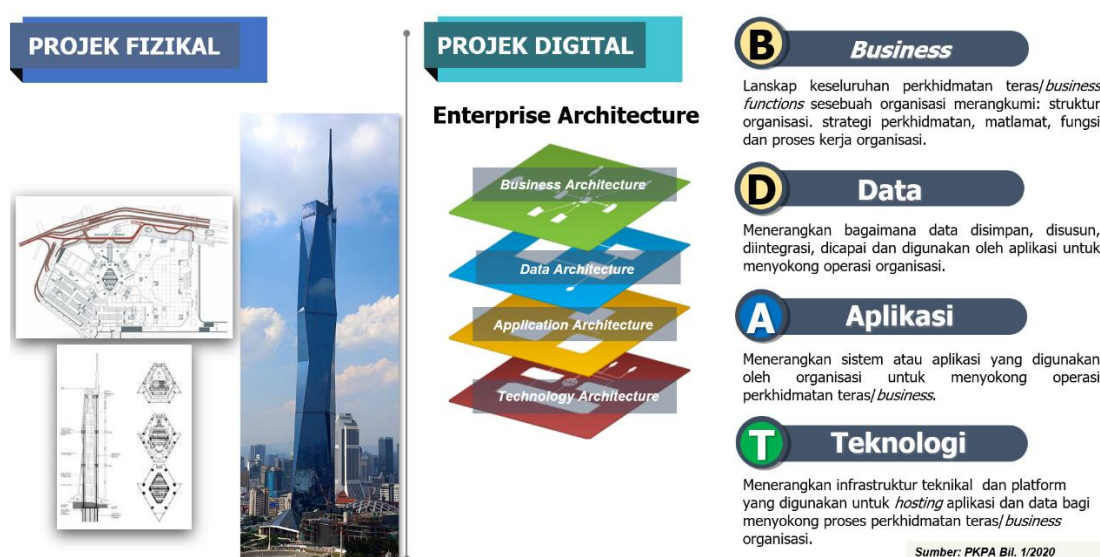 PROJEK FIZIKAL
PROJEK DIGITAL
Enterprise Architecture
Business Architecture
Data Architecture
Application Architecture
Technology Architecture
B
Business
Lanskap keseluruhan perkhidmatan teras/business
functions sesebuah organisasi merangkumi: struktur
organisasi. strategi perkhidmatan, matlamat, fungsi
dan proses kerja organisasi.
D
Data
Menerangkan bagaimana data disimpan, disusun,
diintegrasi, dicapai dan digunakan oleh aplikasi untuk
menyokong operasi organisasi.
A
Aplikasi
Menerangkan sistem atau aplikasi yang digunakan
oleh organisasi untuk menyokong operasi
perkhidmatan teras/business.
T
Teknologi
Menerangkan infrastruktur teknikal dan platform
yang digunakan untuk hosting aplikasi dan data bagi
menyokong proses perkhidmatan teras/business
organisasi.
Sumber: PKPA Bil. 1/2020